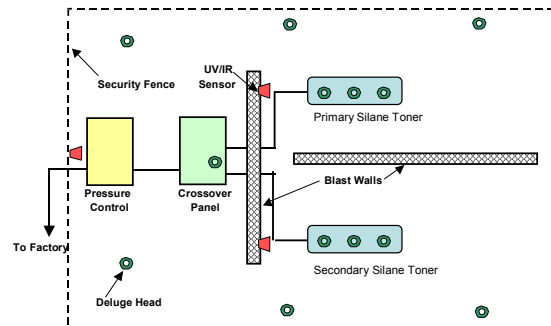 Security Fence
UV/IR
Sensor
Primary Silane Toner
Blast Walls
Pressure
Control
Crossover
Panel
To Factory
Secondary Silane Toner
Deluge Head